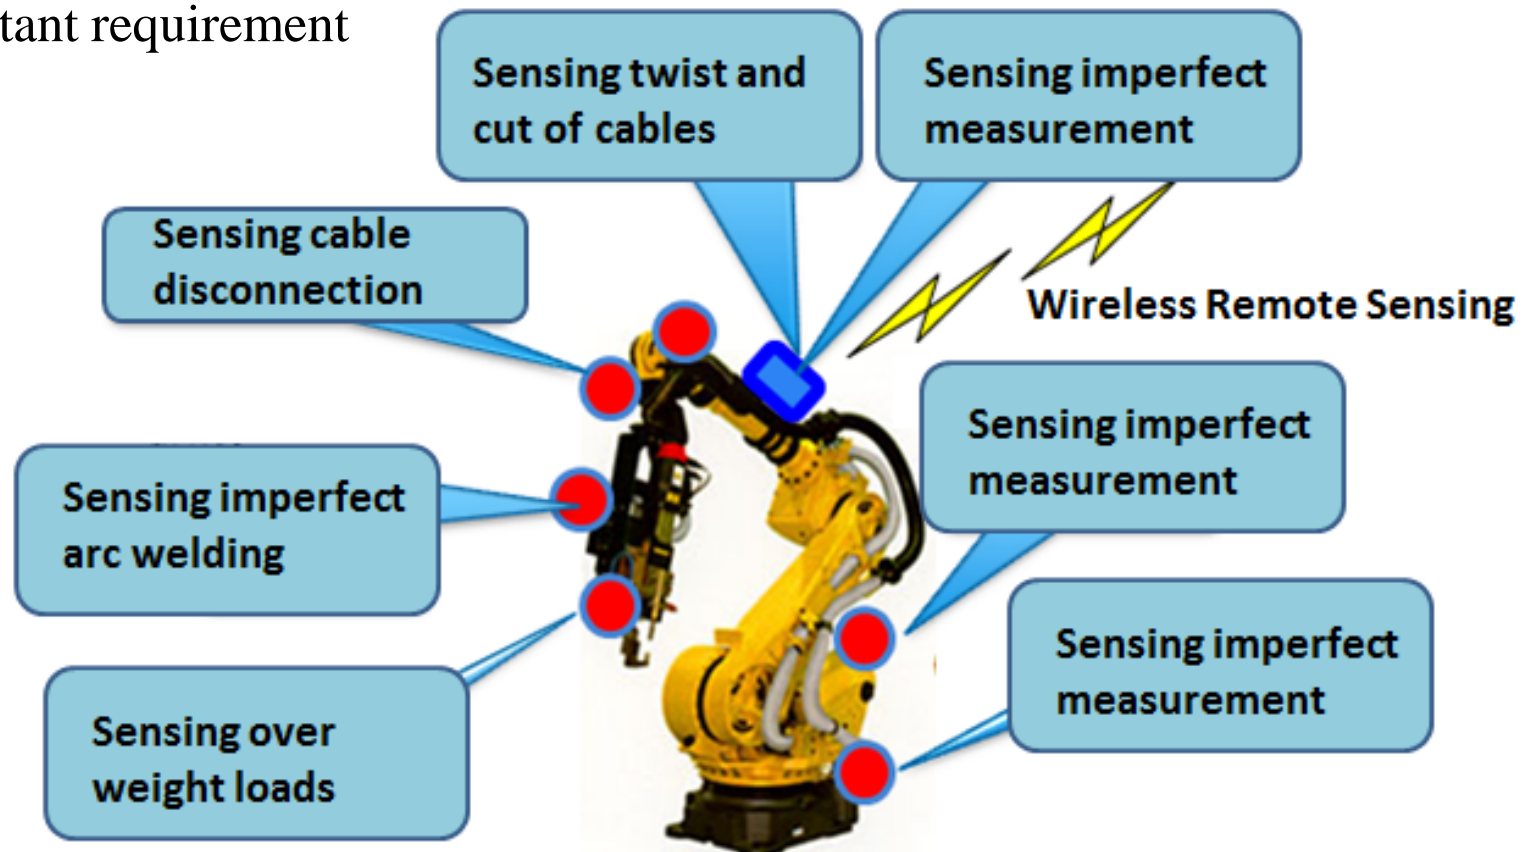 tant requirement
Sensing twist and
cut of cables
Sensing imperfect
measurement
Sensing cable
disconnection
Wireless Remote Sensing
Sensing imperfect
measurement
Sensing imperfect
arc welding
Sensing imperfect
measurement
Sensing over
weight loads